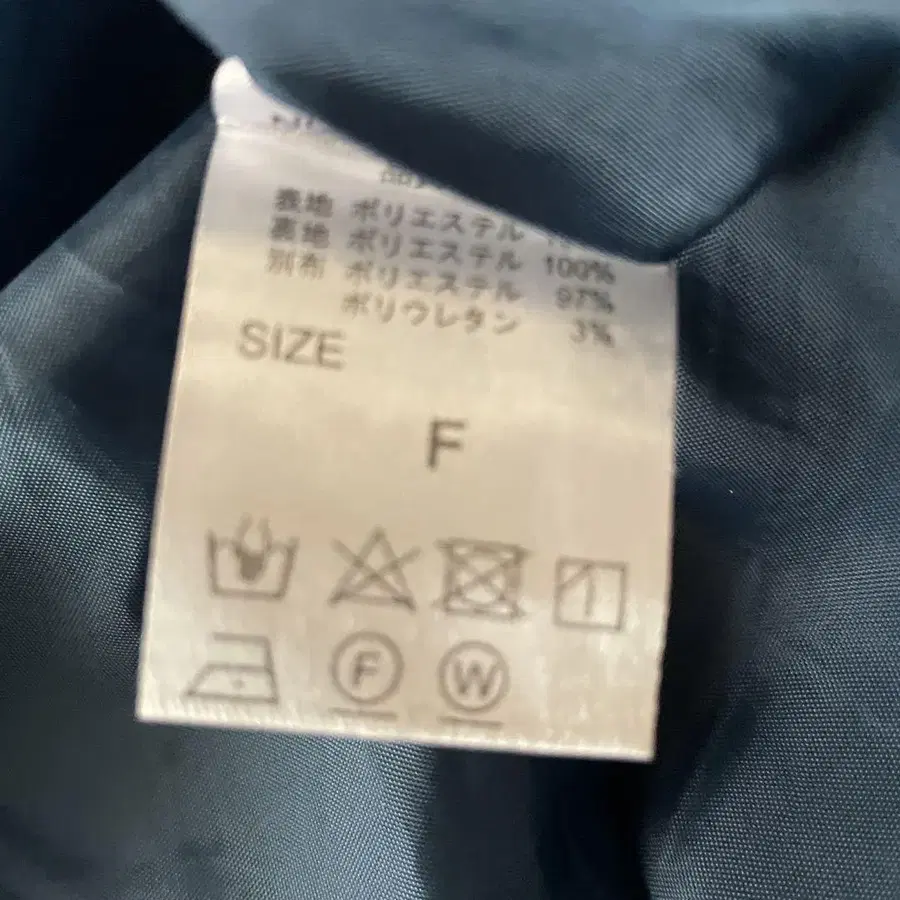 表地 ポリエステル
裏地 ポリエステル 100%
別布 ポリエステル 97%
ポリウレタン 3%
SIZE
F
F W